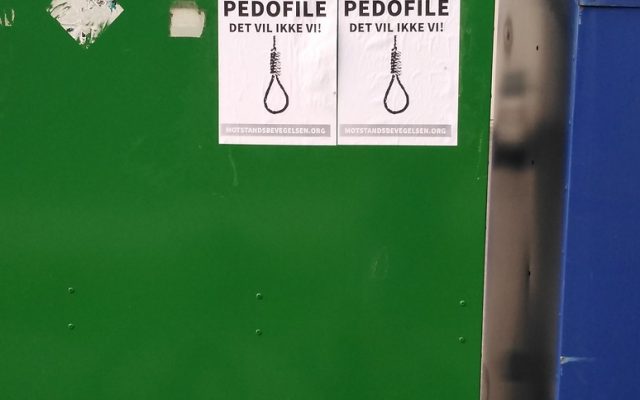 PEDOFILE
DET VIL IKKE VI!
MOTSTANDSBEVEGELSEN.ORG
PEDOFILE
DET VIL IKKE VI!
MOTSTANDSBEVEGELSEN.ORG